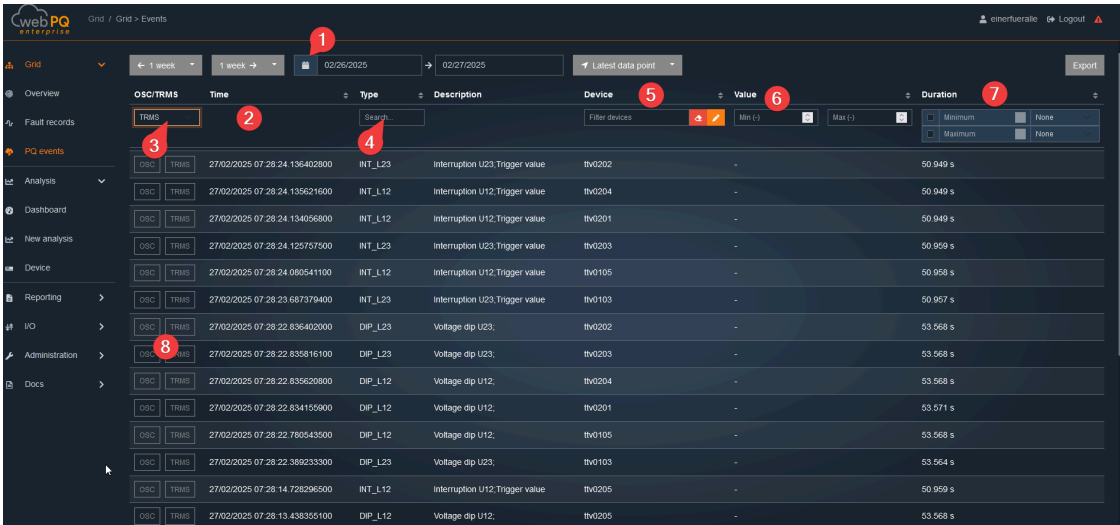 webPQ
enterprise
Grid / Grid > Events
einerfueralle Logout
1
Grid
← 1 week 1 week → 02/26/2025 → 02/27/2025 Latest data point Export
Overview
OSC/TRMS Time Type Description Device Value Duration
5 6 7
TRMS Search... Filter devices Min (-) Max (-) Minimum None
Maximum None
2
3 4
Fault records
PQ events
Analysis
Dashboard
New analysis
Device
Reporting
I/O
Administration
Docs
OSC TRMS 27/02/2025 07:28:24.136402800 INT_L23 Interruption U23;Trigger value ttv0202 - 50.949 s
OSC TRMS 27/02/2025 07:28:24.135621600 INT_L12 Interruption U12;Trigger value ttv0204 - 50.949 s
OSC TRMS 27/02/2025 07:28:24.134056800 INT_L12 Interruption U12;Trigger value ttv0201 - 50.949 s
OSC TRMS 27/02/2025 07:28:24.125757500 INT_L23 Interruption U23;Trigger value ttv0203 - 50.959 s
OSC TRMS 27/02/2025 07:28:24.080541100 INT_L12 Interruption U12;Trigger value ttv0105 - 50.958 s
OSC TRMS 27/02/2025 07:28:23.687379400 INT_L23 Interruption U23;Trigger value ttv0103 - 50.957 s
OSC TRMS 27/02/2025 07:28:22.836402000 DIP_L23 Voltage dip U23; ttv0202 - 53.568 s
8
OSC TRMS 27/02/2025 07:28:22.835816100 DIP_L23 Voltage dip U23; ttv0203 - 53.568 s
OSC TRMS 27/02/2025 07:28:22.835620800 DIP_L12 Voltage dip U12; ttv0204 - 53.568 s
OSC TRMS 27/02/2025 07:28:22.834155900 DIP_L12 Voltage dip U12; ttv0201 - 53.571 s
OSC TRMS 27/02/2025 07:28:22.780543500 DIP_L12 Voltage dip U12; ttv0105 - 53.568 s
OSC TRMS 27/02/2025 07:28:22.389233300 DIP_L23 Voltage dip U23; ttv0103 - 53.564 s
OSC TRMS 27/02/2025 07:28:14.728296500 INT_L12 Interruption U12;Trigger value ttv0205 - 50.959 s
OSC TRMS 27/02/2025 07:28:13.438355100 DIP_L12 Voltage dip U12; ttv0205 - 53.568 s